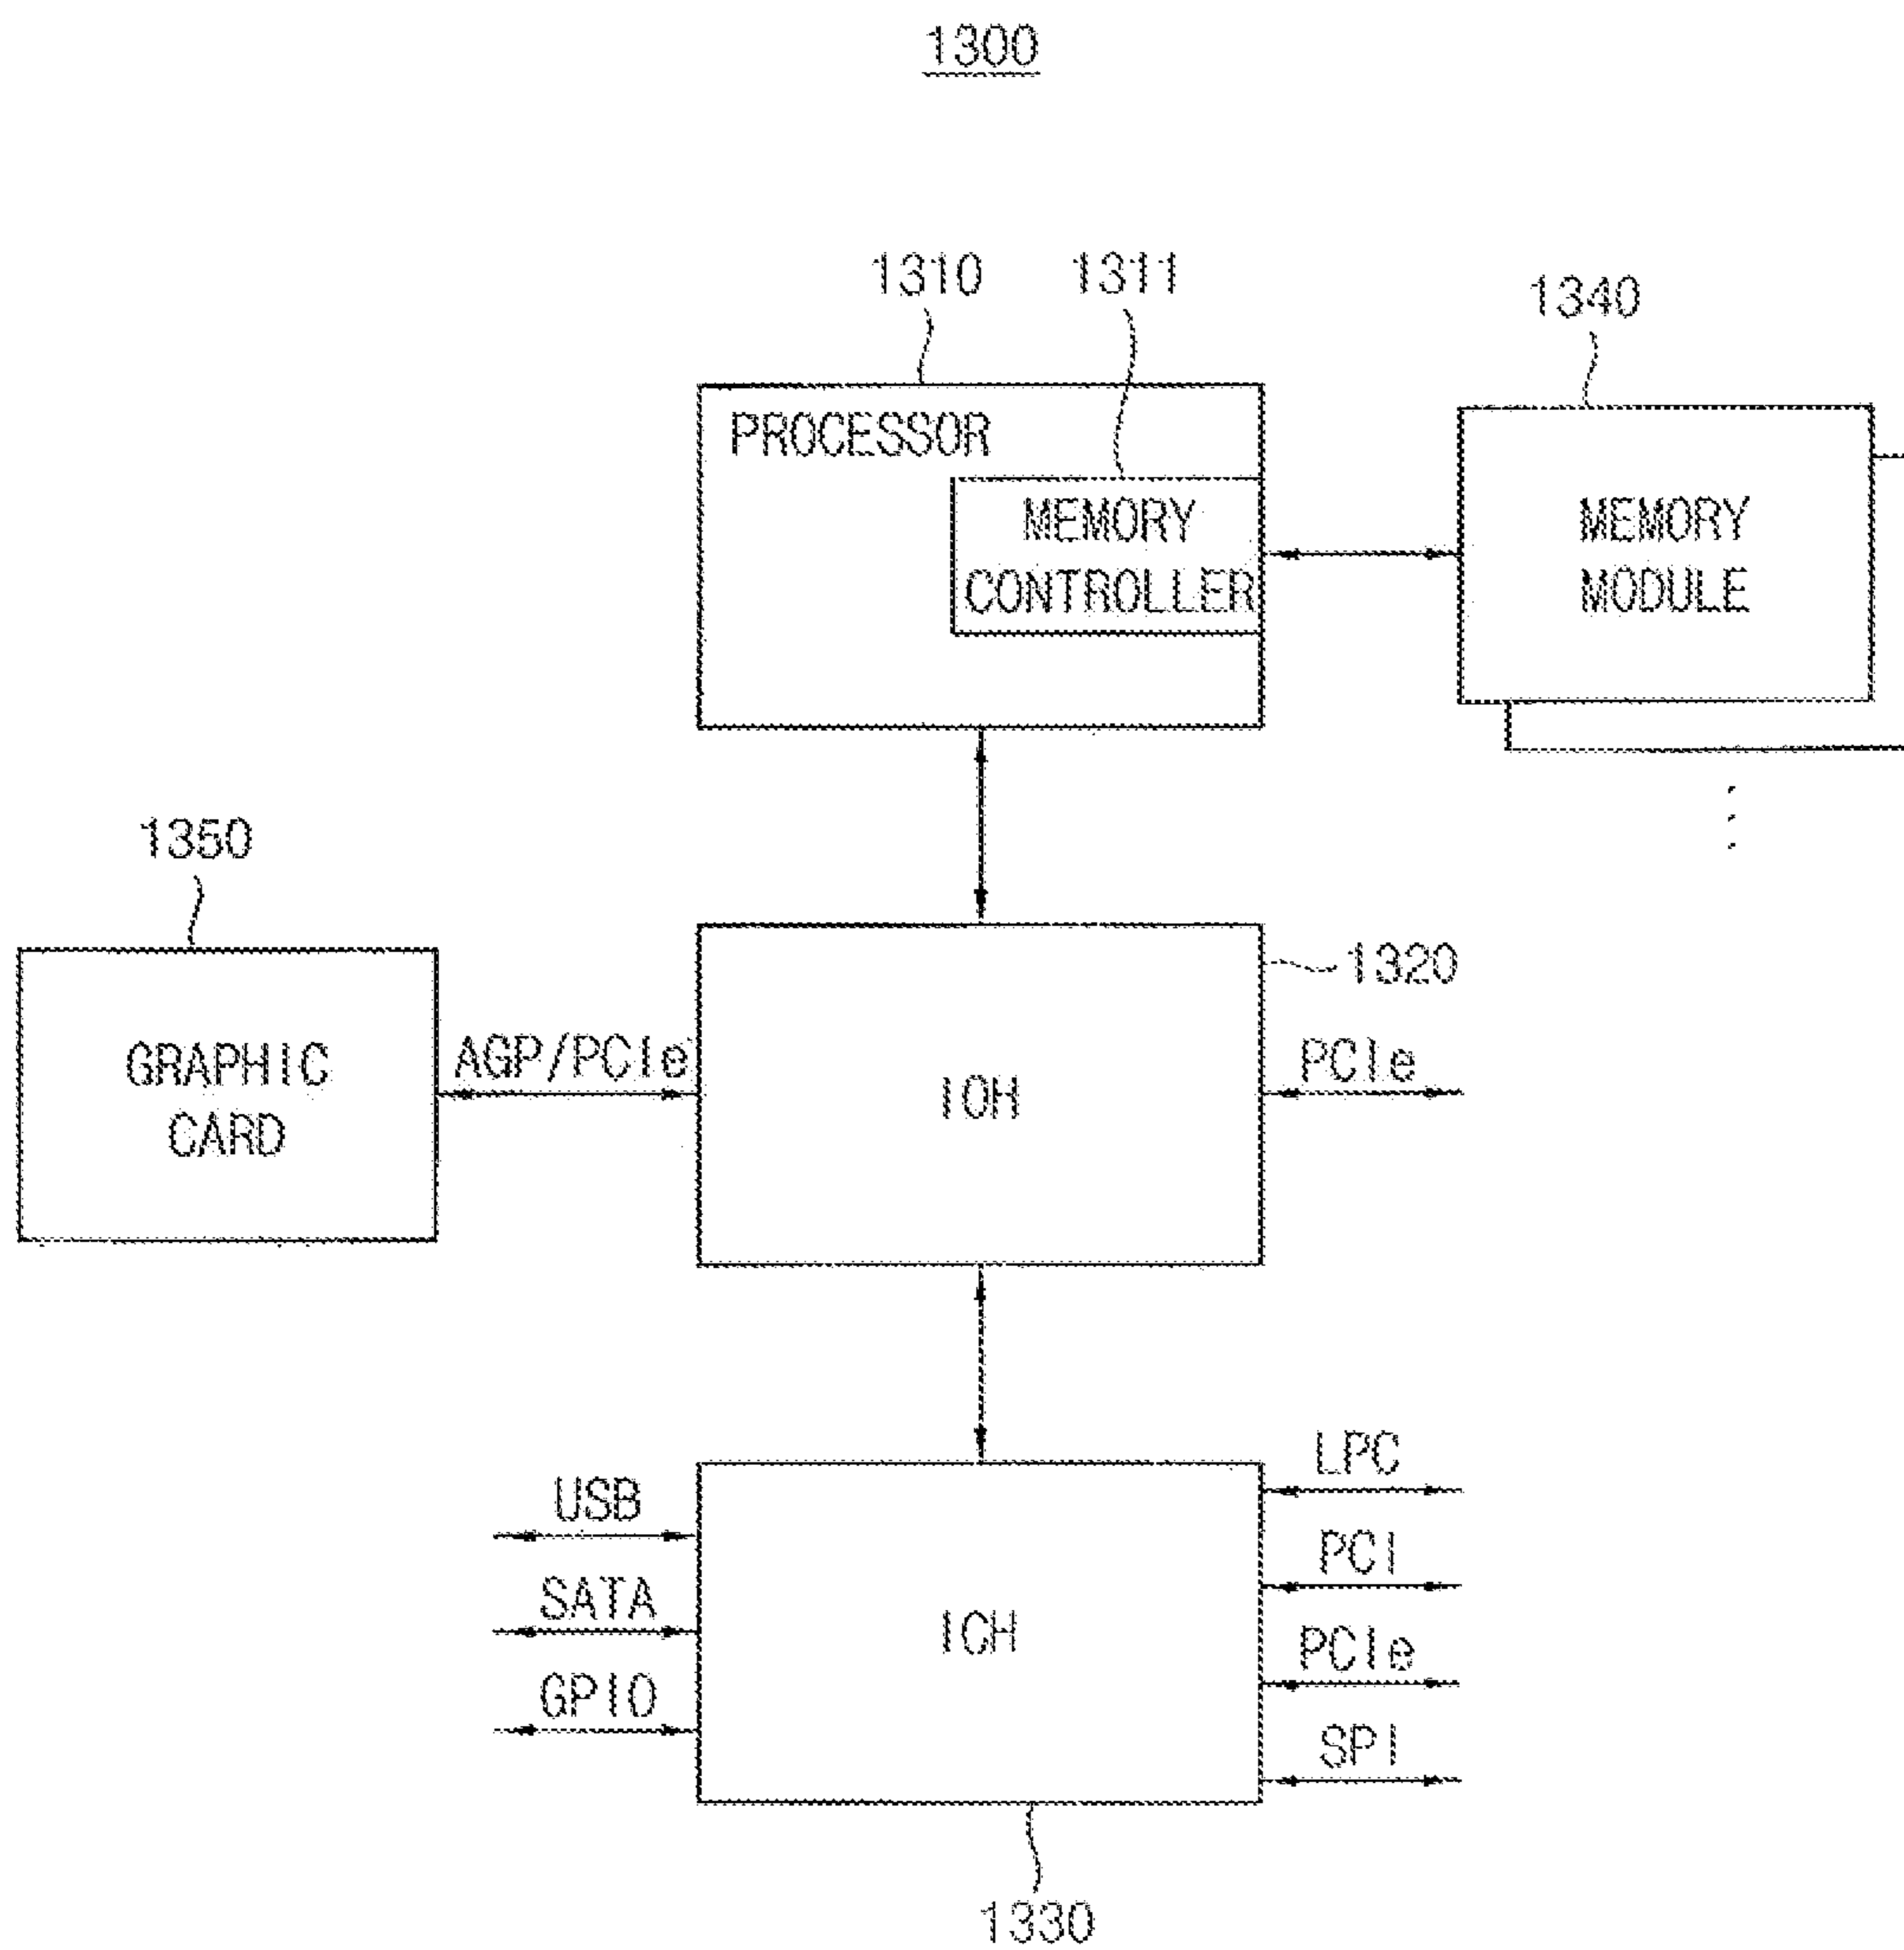 1300
1310
1311
1340
PROCESSOR
MEMORY
CONTROLLER
MEMORY
MODULE
1350
1320
GRAPHIC
CARD
AGP/PCIe
IOH
PCIe
USB
SATA
GPIO
ICH
LPC
PCI
PCIe
SPI
1330